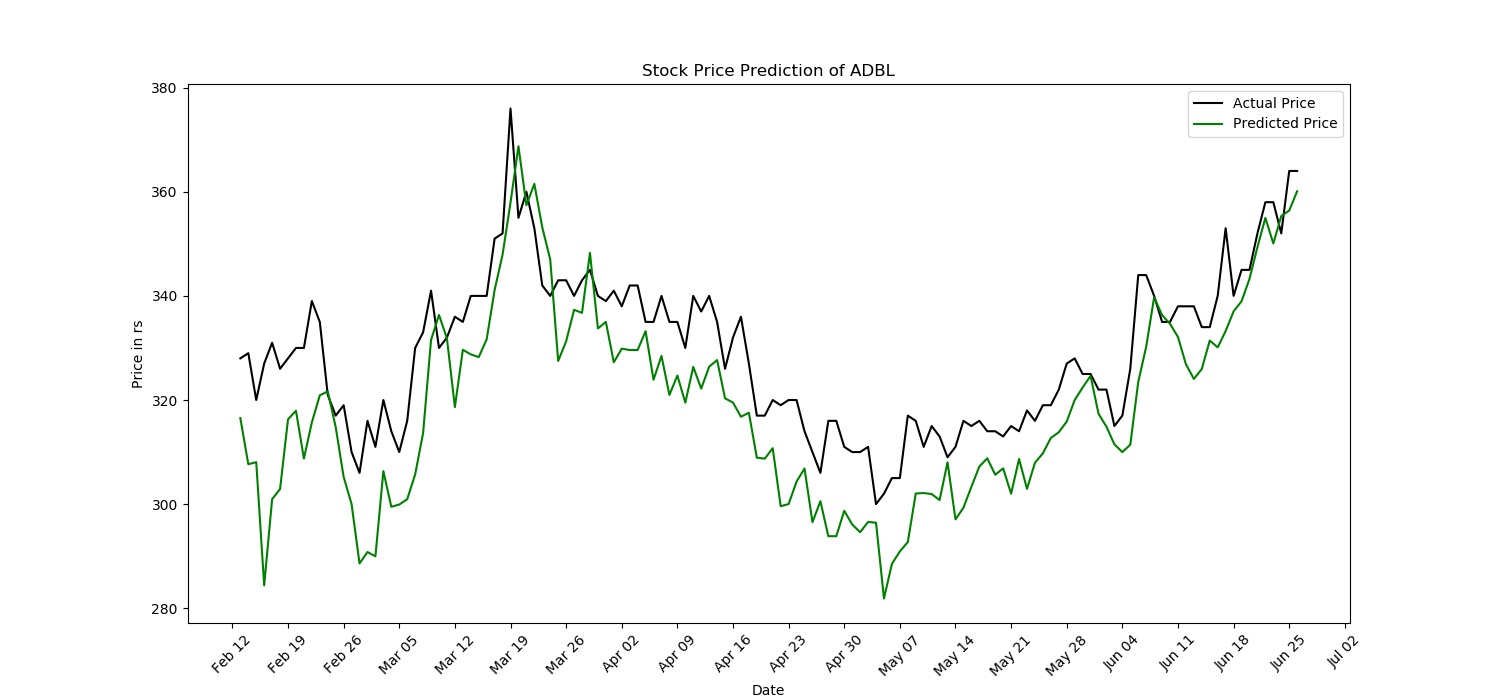 Stock Price Prediction of ADBL
Actual Price
Predicted Price
Price in rs
380
360
340
320
300
280
Feb 12
Feb 19
Feb 26
Mar 05
Mar 12
Mar 19
Mar 26
Apr 02
Apr 09
Apr 16
Apr 23
Apr 30
May 07
May 14
May 21
May 28
Jun 04
Jun 11
Jun 18
Jun 25
Jul 02
Date